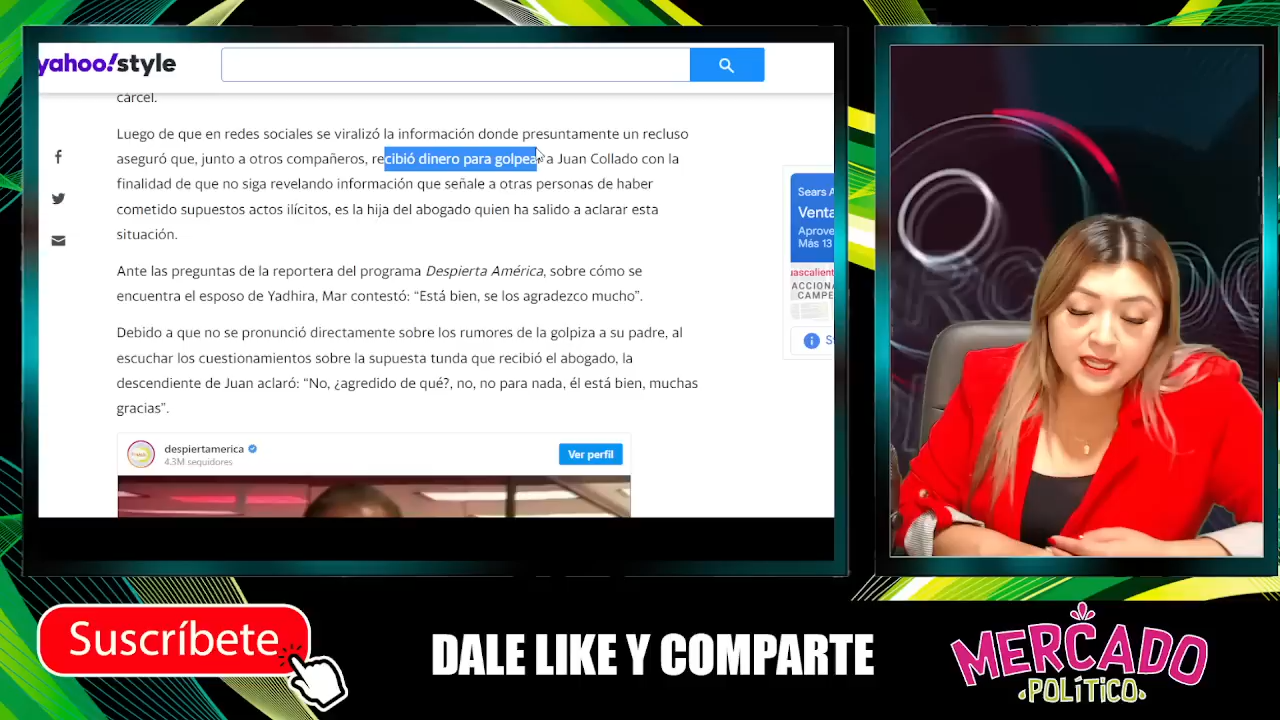 yahoo!style
cárcel.
Luego de que en redes sociales se viralizó la información donde presuntamente un recluso
aseguró que, junto a otros compañeros, recibió dinero para golpear a Juan Collado con la
finalidad de que no siga revelando información que señale a otras personas de haber
cometido supuestos actos ilícitos, es la hija del abogado quien ha salido a aclarar esta
situación.
Ante las preguntas de la reportera del programa Despierta América, sobre cómo se
encuentra el esposo de Yadhira, Mar contestó: “Está bien, se los agradezco mucho”.
Debido a que no se pronunció directamente sobre los rumores de la golpiza a su padre, al
escuchar los cuestionamientos sobre la supuesta tunda que recibió el abogado, la
descendiente de Juan aclaró: “No, ¿agredido de qué?, no, no para nada, él está bien, muchas
gracias”.
despiertamerica
4.3M seguidores
Ver perfil
Sears A
Venta
Aprove
Más 13
uascalient
ACCIONA
CAMPE
S
Suscríbete
DALE LIKE Y COMPARTE
MERCADO
POLÍTICO